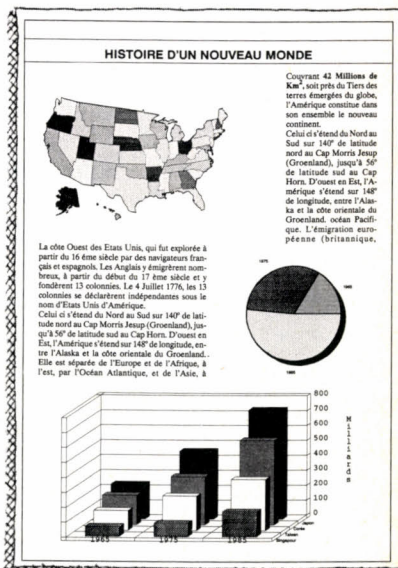 HISTOIRE D'UN NOUVEAU MONDE
Couvrant 42 Millions de
Km², soit près du Tiers des
terres émergées du globe,
l'Amérique constitue dans
son ensemble le nouveau
continent.
Celui ci s'étend du Nord au
Sud sur 140° de latitude
nord au Cap Morris Jesup
(Groenland), jusqu'à 56°
de latitude sud au Cap
Horn. D'ouest en Est, l'A-
mérique s'étend sur 148°
de longitude, entre l'Alas-
ka et la côte orientale du
Groenland. océan Pacifi-
que. L'émigration euro-
péenne (britannique,
La côte Ouest des Etats Unis, qui fut explorée à
partir du 16 éme siècle par des navigateurs fran-
çais et espagnols. Les Anglais y émigrèrent nom-
breux, à partir du début du 17 ème siècle et y
fondèrent 13 colonnies. Le 4 Juillet 1776, les 13
colonnies se déclarèrent indépendantes sous le
nom d'Etats Unis d'Amérique.
Celui ci s'étend du Nord au Sud sur 140° de lati-
tude nord au Cap Morris Jesup (Groenland), jus-
qu'à 56° de latitude sud au Cap Horn. D'ouest en
Est, l'Amérique s'étend sur 148° de longitude, en-
tre l'Alaska et la côte orientale du Groenland..
Elle est séparée de l'Europe et de l'Afrique, à
l'est, par l'Océan Atlantique, et de l'Asie, à
1975
1985
800
700
600
500
400
300
200
100
0
Milliards
Japon
Corée
Taiwan
Singapour
1965
1975
1985